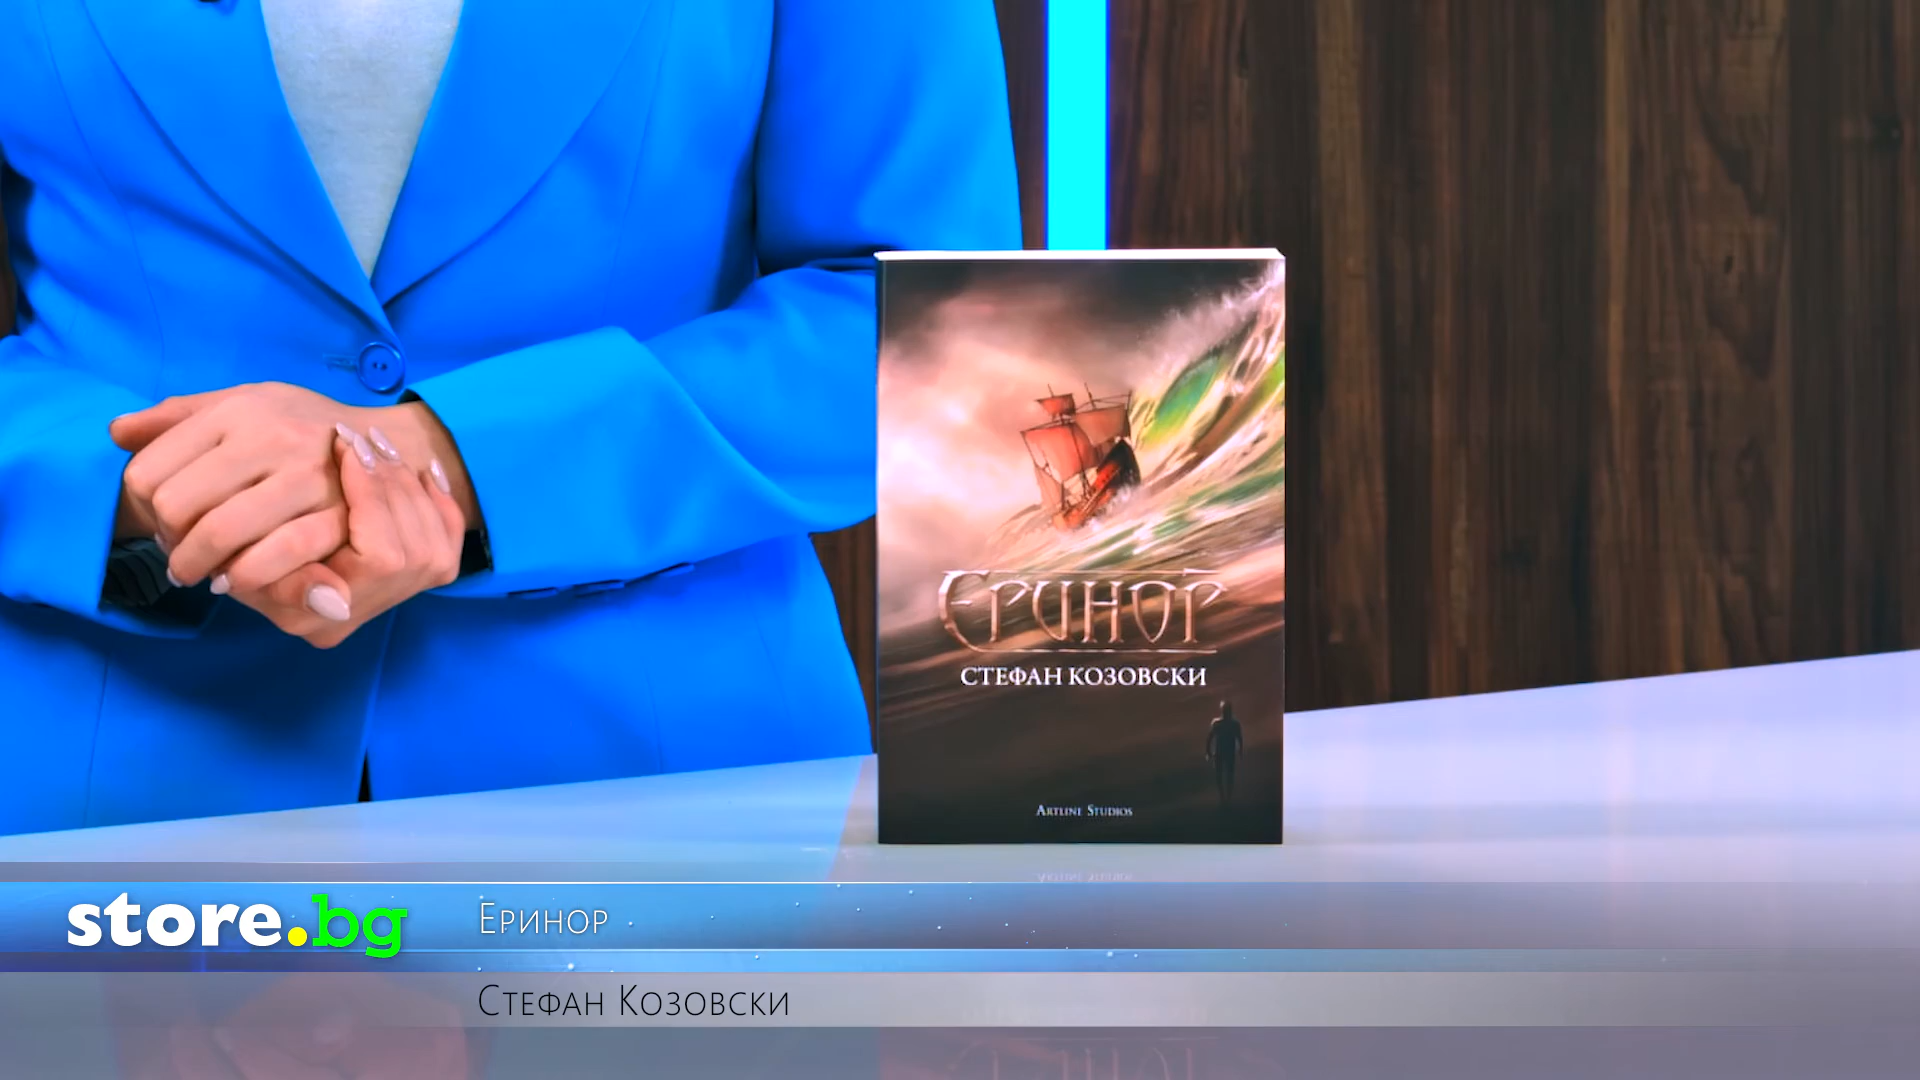 Еринор
СТЕФАН КОЗОВСКИ
Artline Studios
store.bg
Еринор
Стефан Козовски